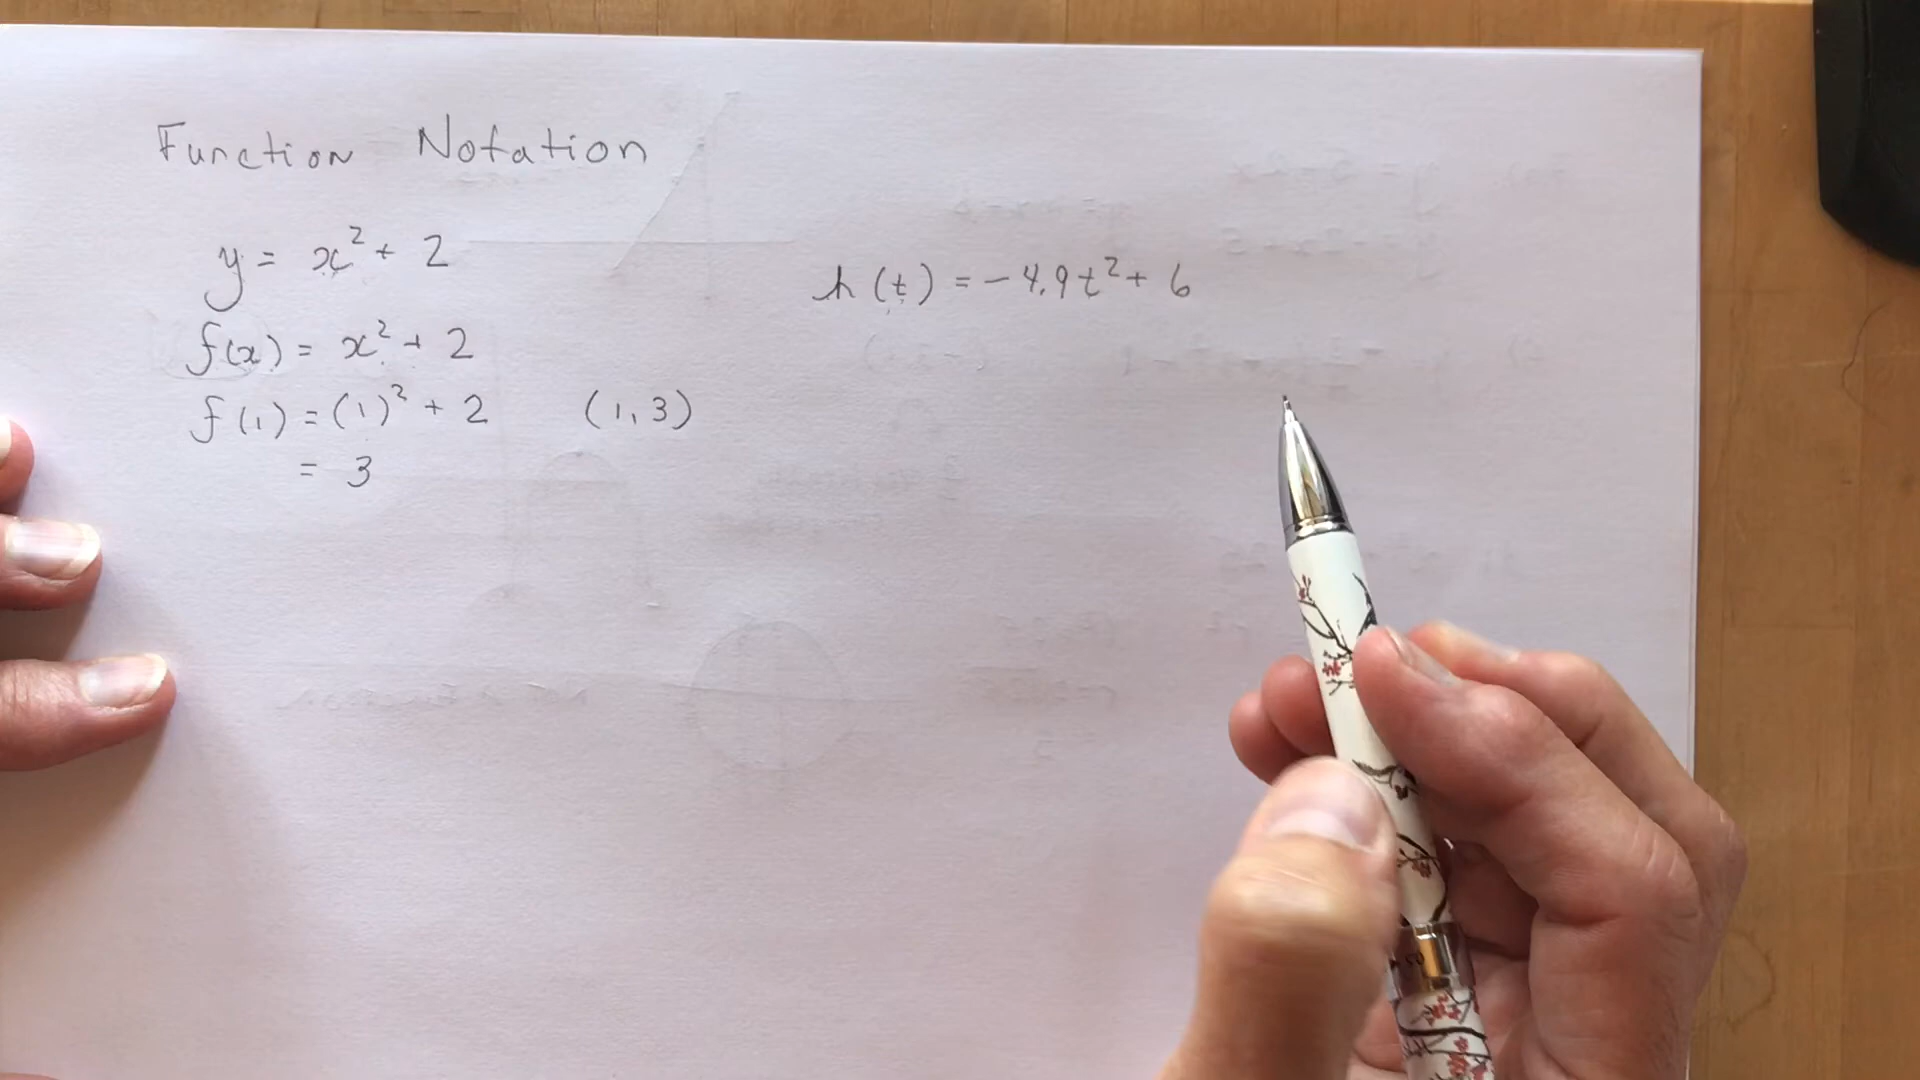 Function Notation
y = x² + 2
f(x) = x² + 2
f(1) = (1)² + 2 (1, 3)
= 3
h(t) = -4.9t² + 6